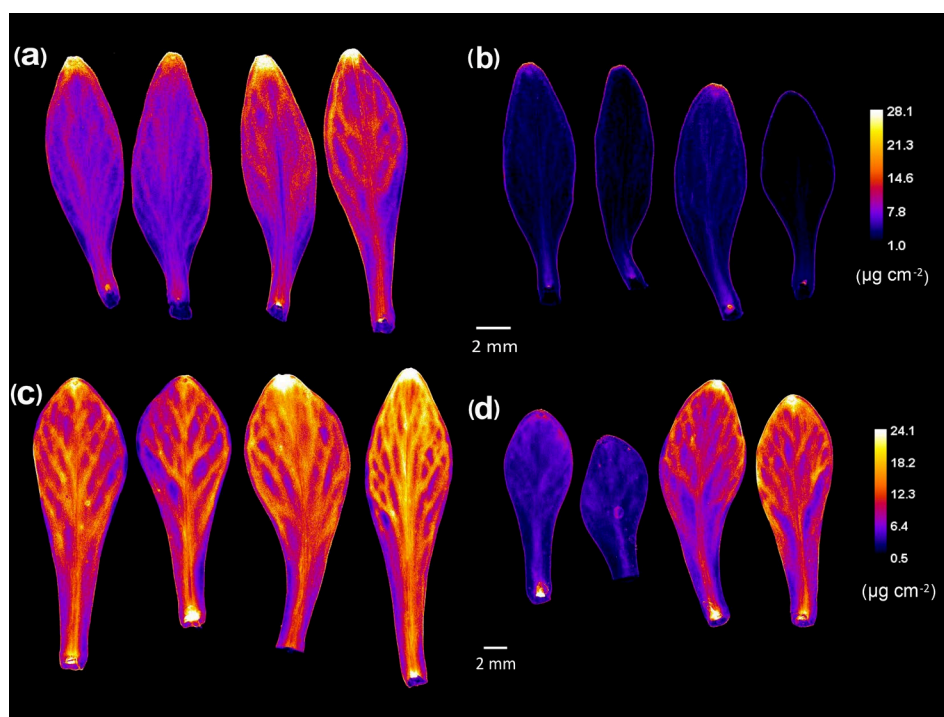 (a)
(b)
28.1
21.3
14.6
7.8
1.0
(µg cm-2)
2 mm
(c)
(d)
24.1
18.2
12.3
6.4
0.5
(µg cm-2)
2 mm